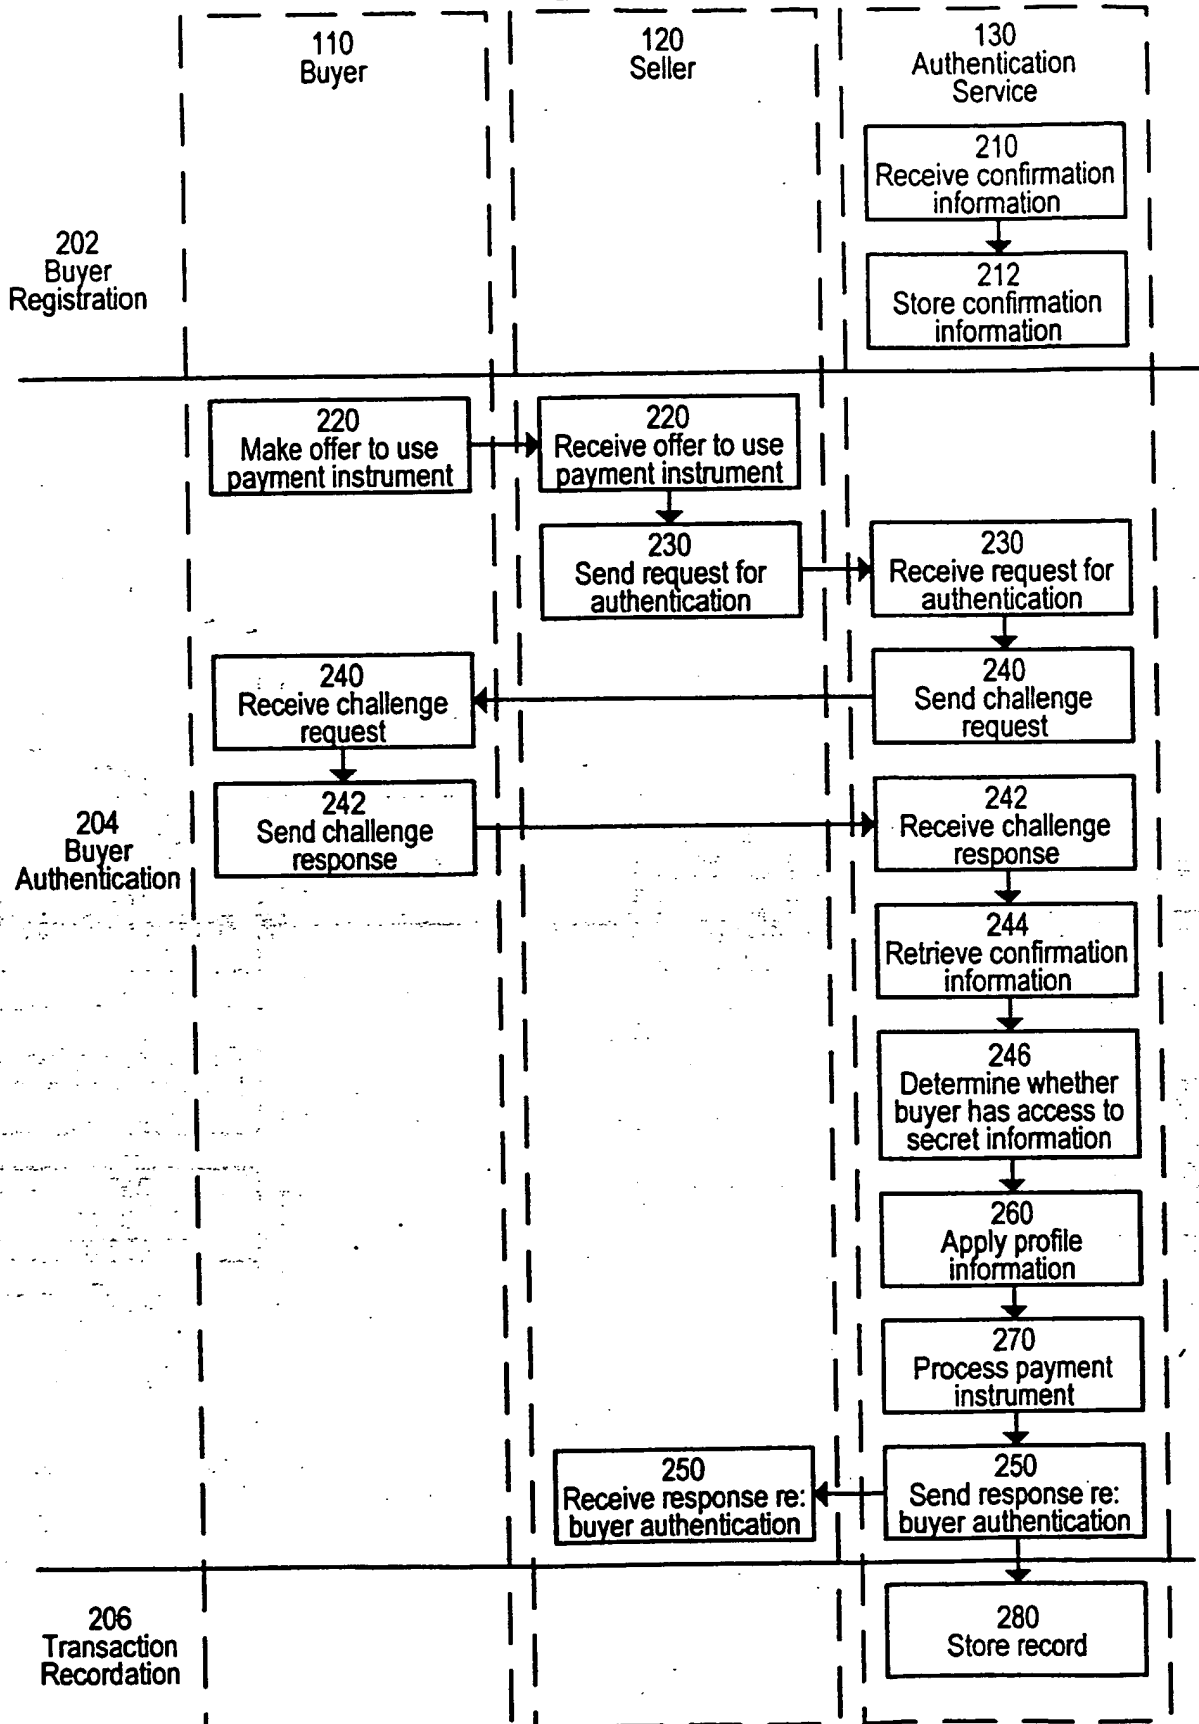 110
Buyer
120
Seller
130
Authentication
Service
210
Receive confirmation
information
202
Buyer
Registration
212
Store confirmation
information
220
Make offer to use
payment instrument
220
Receive offer to use
payment instrument
230
Send request for
authentication
230
Receive request for
authentication
240
Receive challenge
request
240
Send challenge
request
204
Buyer
Authentication
242
Send challenge
response
242
Receive challenge
response
244
Retrieve confirmation
information
246
Determine whether
buyer has access to
secret information
260
Apply profile
information
270
Process payment
instrument
250
Receive response re:
buyer authentication
250
Send response re:
buyer authentication
206
Transaction
Recordation
280
Store record